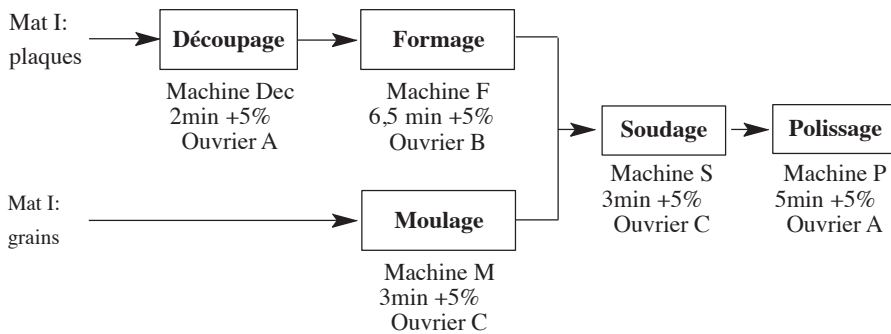 Mat I:
plaques
Découpage
Machine Dec
2min +5%
Ouvrier A
Formage
Machine F
6,5 min +5%
Ouvrier B
Mat I:
grains
Moulage
Machine M
3min +5%
Ouvrier C
Soudage
Machine S
3min +5%
Ouvrier C
Polissage
Machine P
5min +5%
Ouvrier A